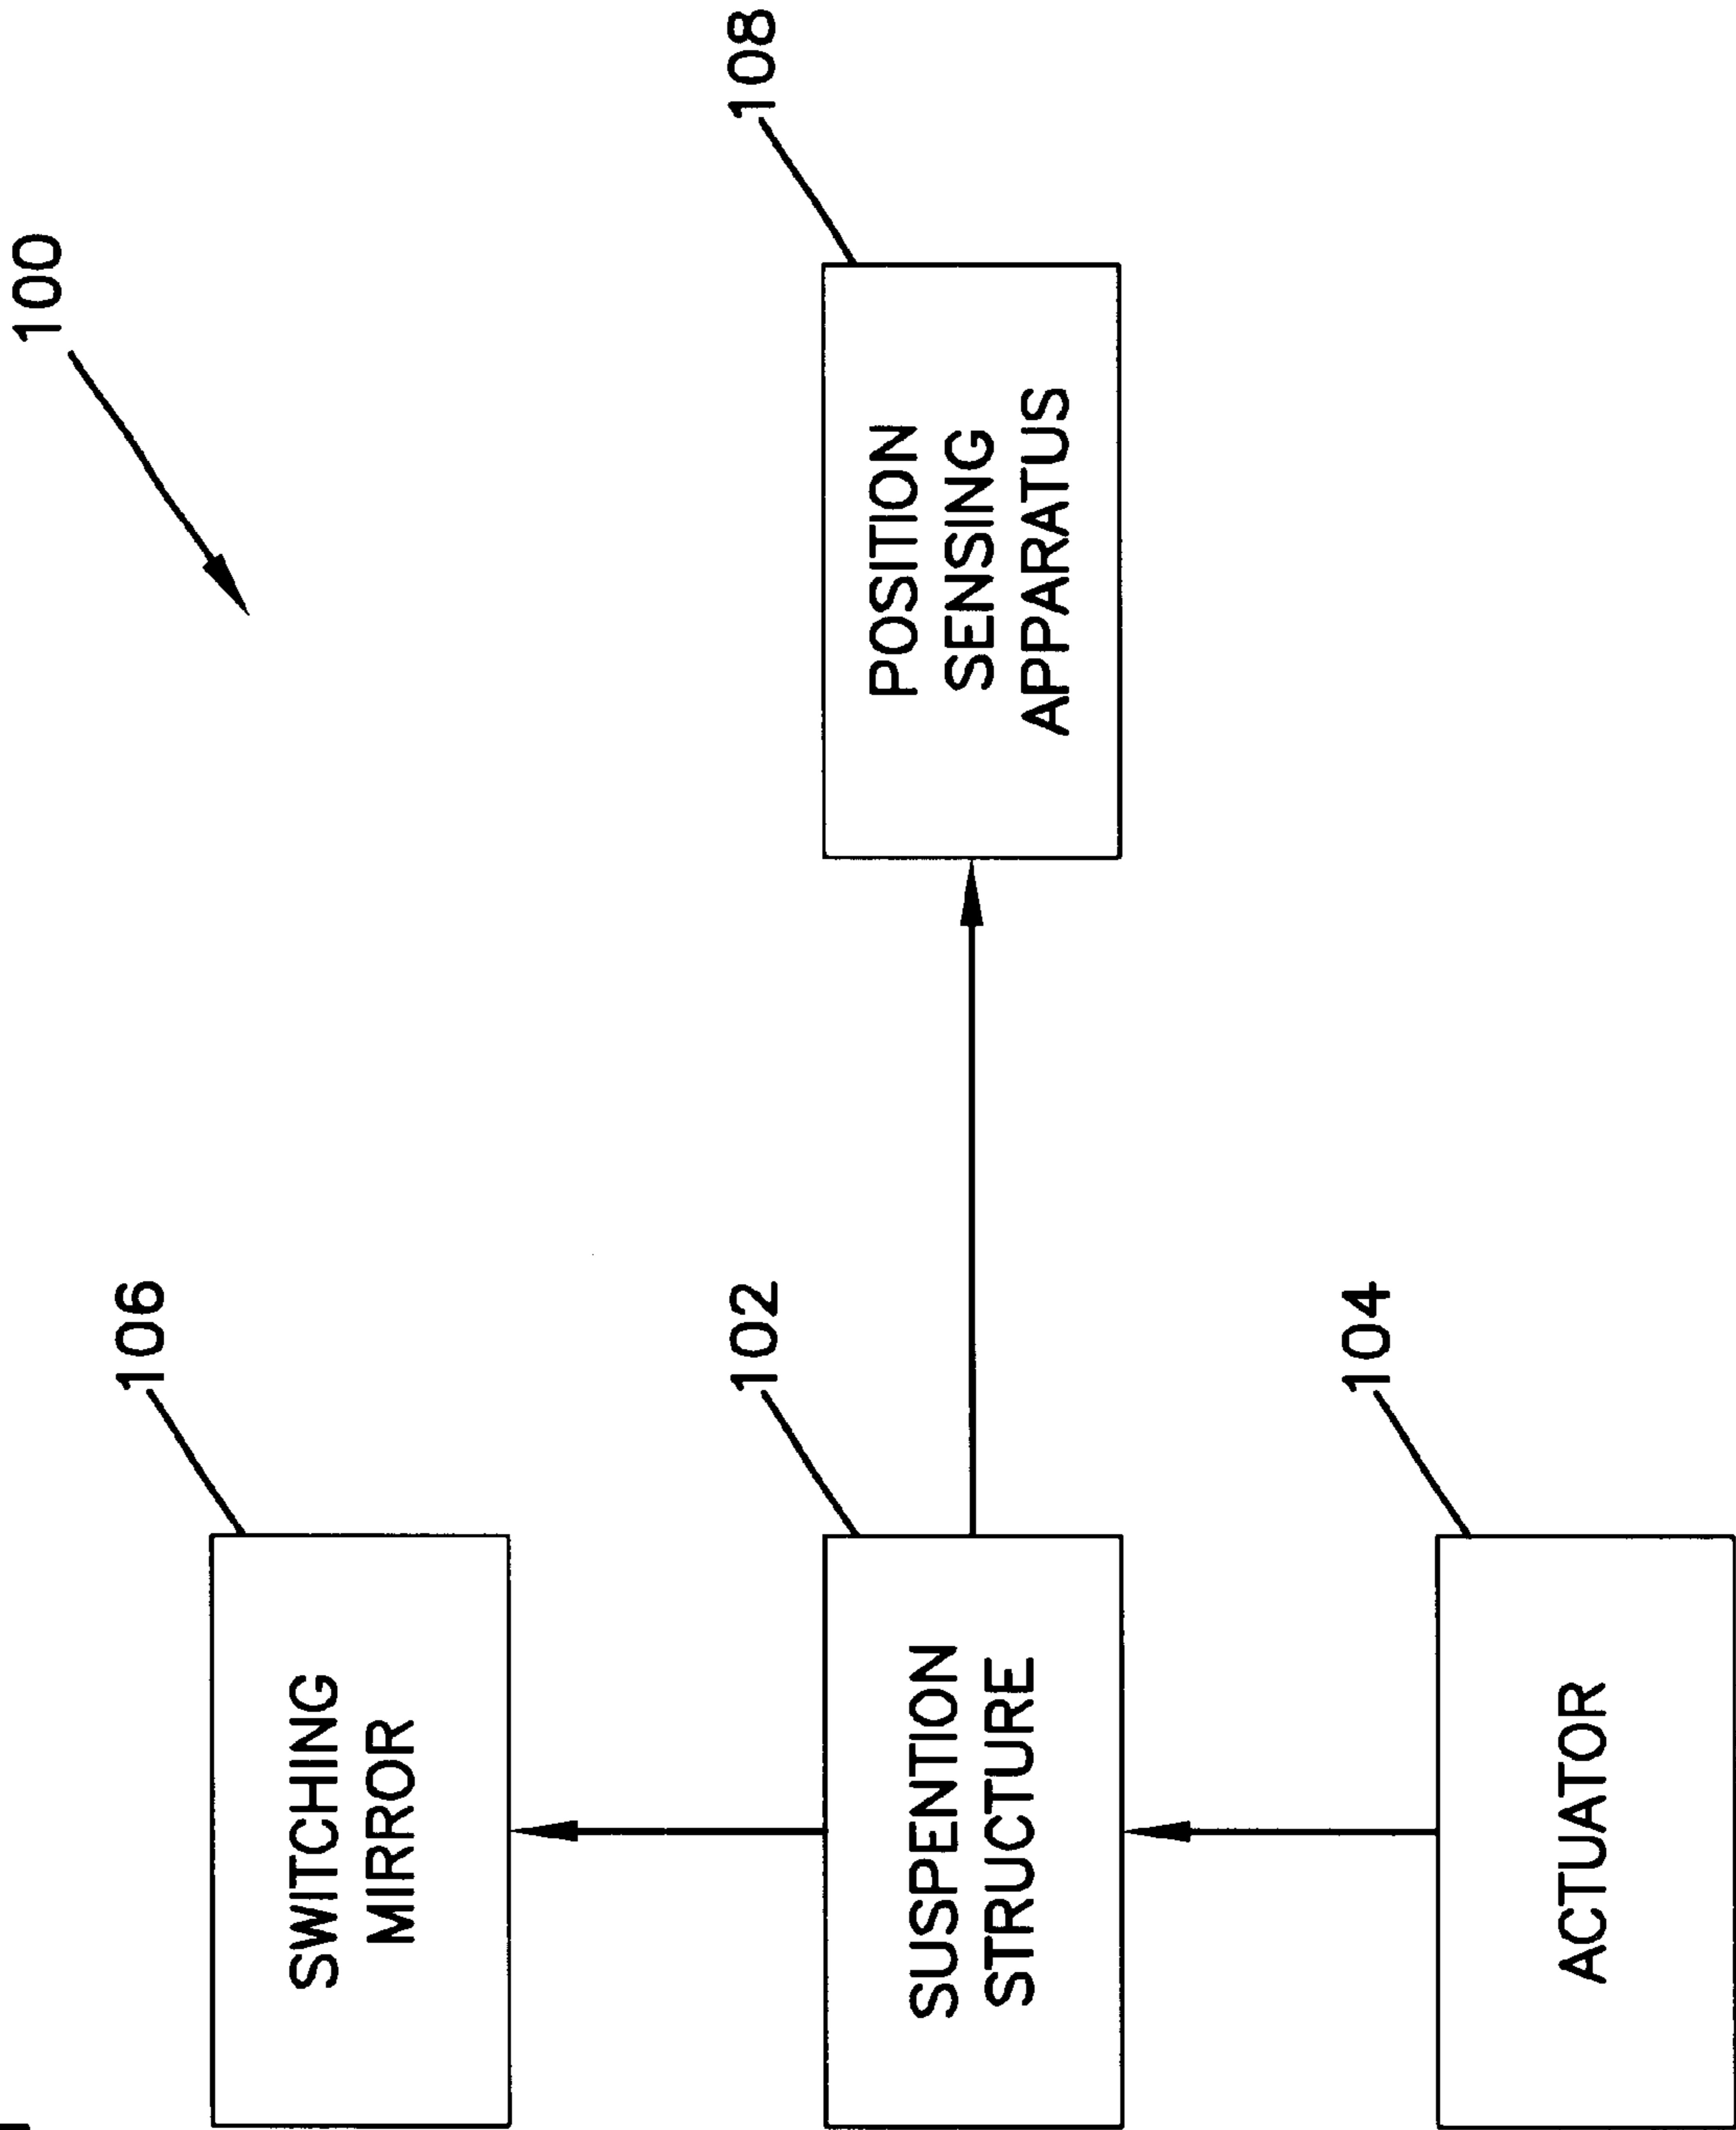 100
106
SWITCHING
MIRROR
102
SUSPENTION
STRUCTURE
108
POSITION
SENSING
APPARATUS
104
ACTUATOR